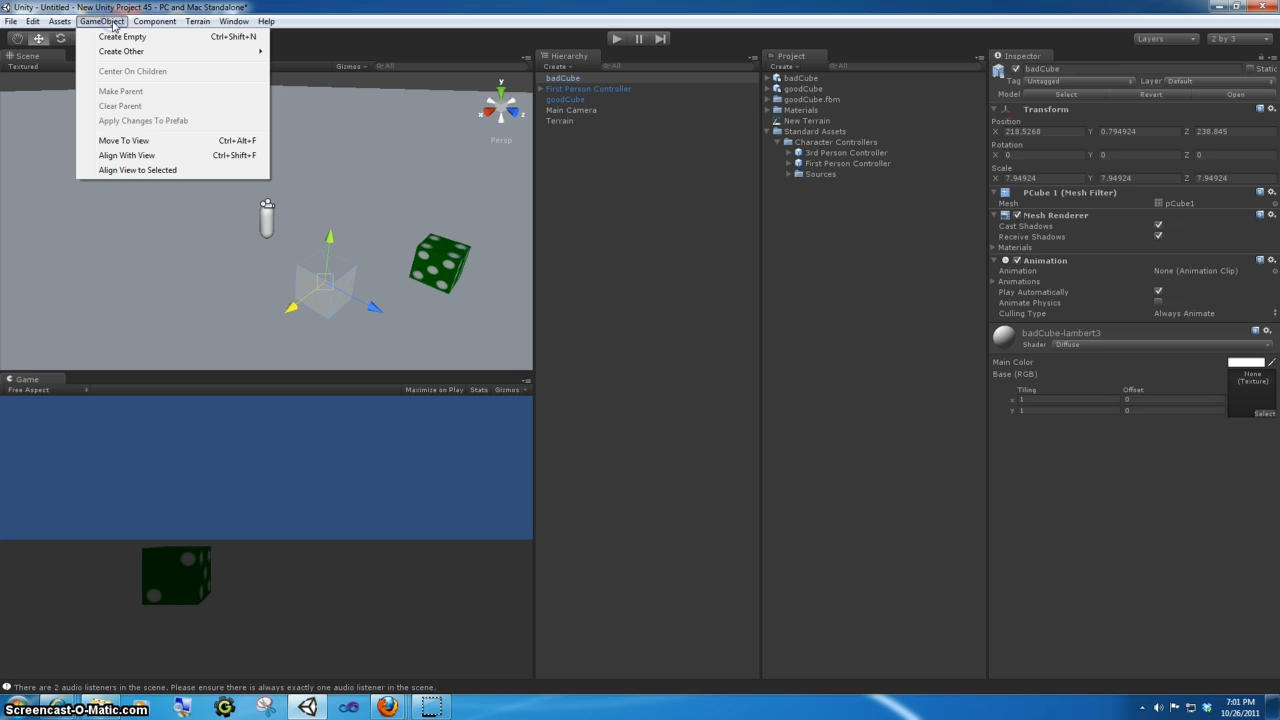 Unity - Untitled - New Unity Project 45 - PC and Mac Standalone*
File Edit Assets GameObject Component Terrain Window Help
Create Empty Ctrl+Shift+N
Create Other
Center On Children
Make Parent
Clear Parent
Apply Changes To Prefab
Move To View Ctrl+Alt+F
Align With View Ctrl+Shift+F
Align View to Selected
Layers 2 by 3
Scene
Textured Gizmos All
y
x z
Persp
Game
Free Aspect Maximize on Play Stats Gizmos
Hierarchy
Create All
badCube
First Person Controller
goodCube
Main Camera
Terrain
Project
Create All
badCube
goodCube
goodCube.fbm
Materials
New Terrain
Standard Assets
Character Controllers
3rd Person Controller
First Person Controller
Sources
Inspector
badCube Static
Tag Untagged Layer Default
Model Select Revert Open
Transform
Position
X 218.5268 Y 0.794924 Z 238.845
Rotation
X 0 Y 0 Z 0
Scale
X 7.94924 Y 7.94924 Z 7.94924
PCube 1 (Mesh Filter)
Mesh pCube1
Mesh Renderer
Cast Shadows
Receive Shadows
Materials
Animation
Animation None (Animation Clip)
Animations
Play Automatically
Animate Physics
Culling Type Always Animate
badCube-lambert3
Shader Diffuse
Main Color
Base (RGB) None
(Texture)
Tiling Offset
x 1 0
y 1 0
Select
There are 2 audio listeners in the scene. Please ensure there is always exactly one audio listener in the scene.
Screencast-O-Matic.com
7:01 PM
10/26/2011